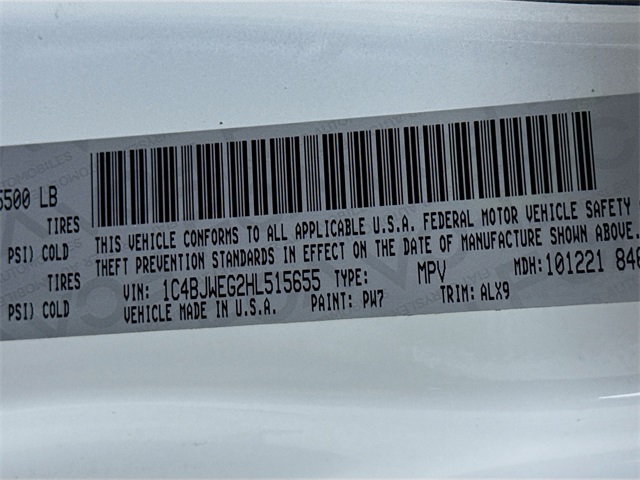 5500 LB
TIRES
PSI) COLD
TIRES
PSI) COLD
THIS VEHICLE CONFORMS TO ALL APPLICABLE U.S.A. FEDERAL MOTOR VEHICLE SAFETY
THEFT PREVENTION STANDARDS IN EFFECT ON THE DATE OF MANUFACTURE SHOWN ABOVE.
VIN: 1C4BJWEG2HL515655 TYPE: MPV MDH:101221 846
VEHICLE MADE IN U.S.A. PAINT: PW7 TRIM: ALX9